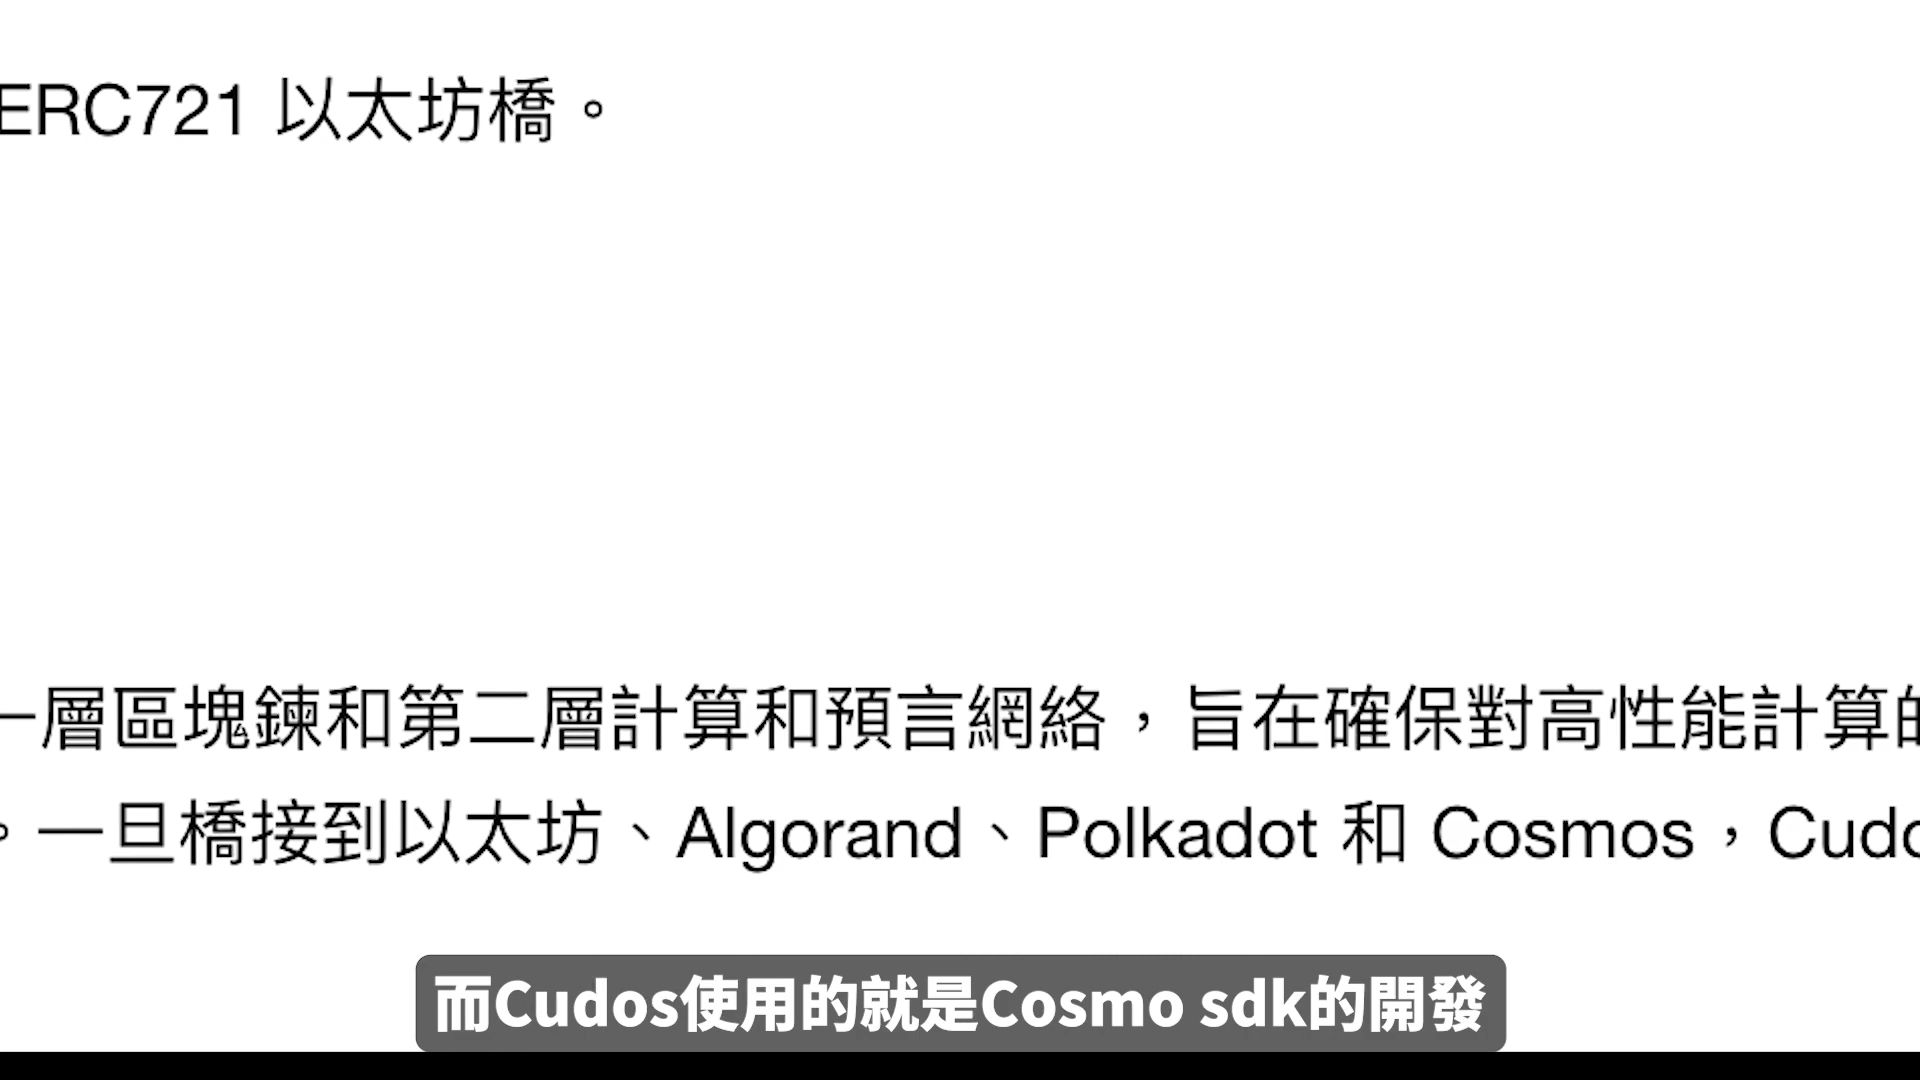 ERC721 以太坊橋。
一層區塊鍊和第二層計算和預言網絡，旨在確保對高性能計算的
。一旦橋接到以太坊、Algorand、Polkadot 和 Cosmos，Cudo
而Cudos使用的就是Cosmo sdk的開發